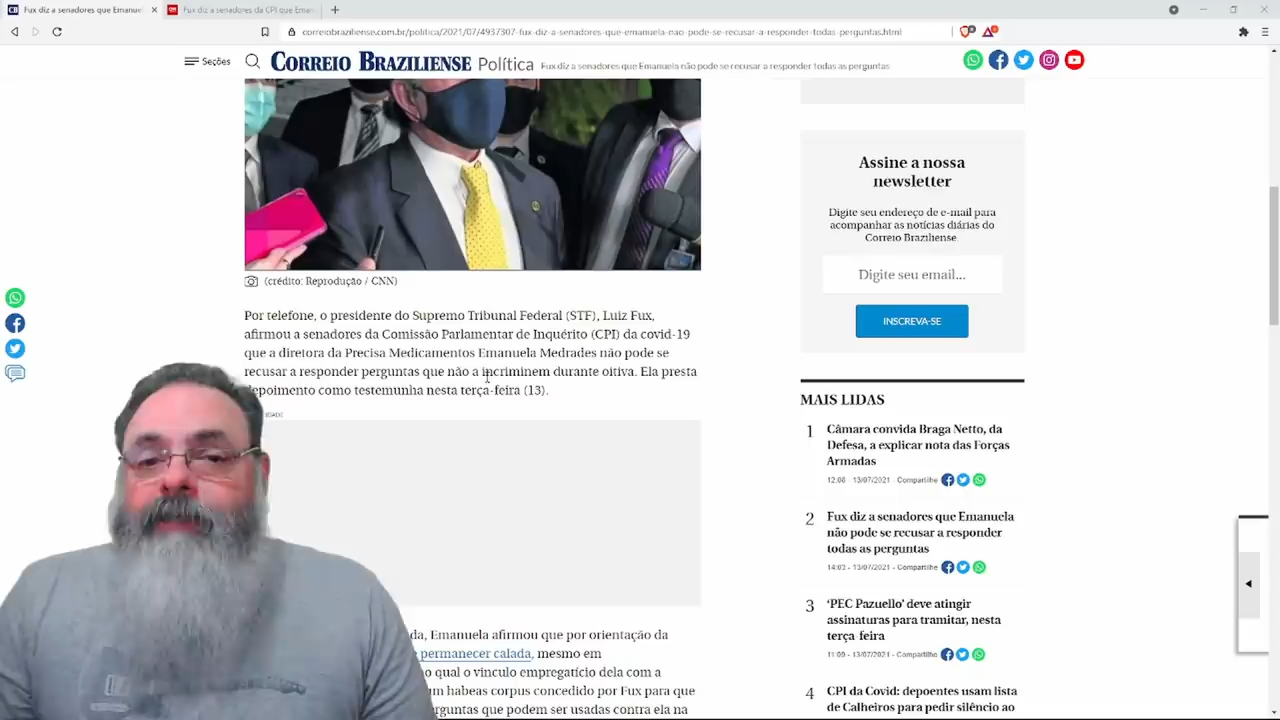 Fux diz a senadores que Emanuel
Fux diz a senadores da CPI que Eman
correiobraziliense.com.br/politica/2021/07/4937307-fux-diz-a-senadores-que-emanuela-nao-pode-se-recusar-a-responder-todas-perguntas.html
Seções
CORREIO BRAZILIENSE Política
Fux diz a senadores que Emanuela não pode se recusar a responder todas as perguntas
(crédito: Reprodução / CNN)
Por telefone, o presidente do Supremo Tribunal Federal (STF), Luiz Fux,
afirmou a senadores da Comissão Parlamentar de Inquérito (CPI) da covid-19
que a diretora da Precisa Medicamentos Emanuela Medrades não pode se
recusar a responder perguntas que não a incriminem durante oitiva. Ela presta
depoimento como testemunha nesta terça-feira (13).
IDADE
da, Emanuela afirmou que por orientação da
permanecer calada, mesmo em
o qual o vínculo empregatício dela com a
um habeas corpus concedido por Fux para que
erguntas que podem ser usadas contra ela na
Assine a nossa
newsletter
Digite seu endereço de e-mail para
acompanhar as notícias diárias do
Correo Braziliense.
Digite seu email...
INSCREVA-SE
MAIS LIDAS
1
Câmara convida Braga Netto, da
Defesa, a explicar nota das Forças
Armadas
12:08 - 13/07/2021 - Compartilhe
2
Fux diz a senadores que Emanuela
não pode se recusar a responder
todas as perguntas
14:03 - 13/07/2021 - Compartilhe
3
'PEC Pazuello' deve atingir
assinaturas para tramitar, nesta
terça-feira
11:09 - 13/07/2021 - Compartilhe
4
CPI da Covid: depoentes usam lista
de Calheiros para pedir silêncio ao